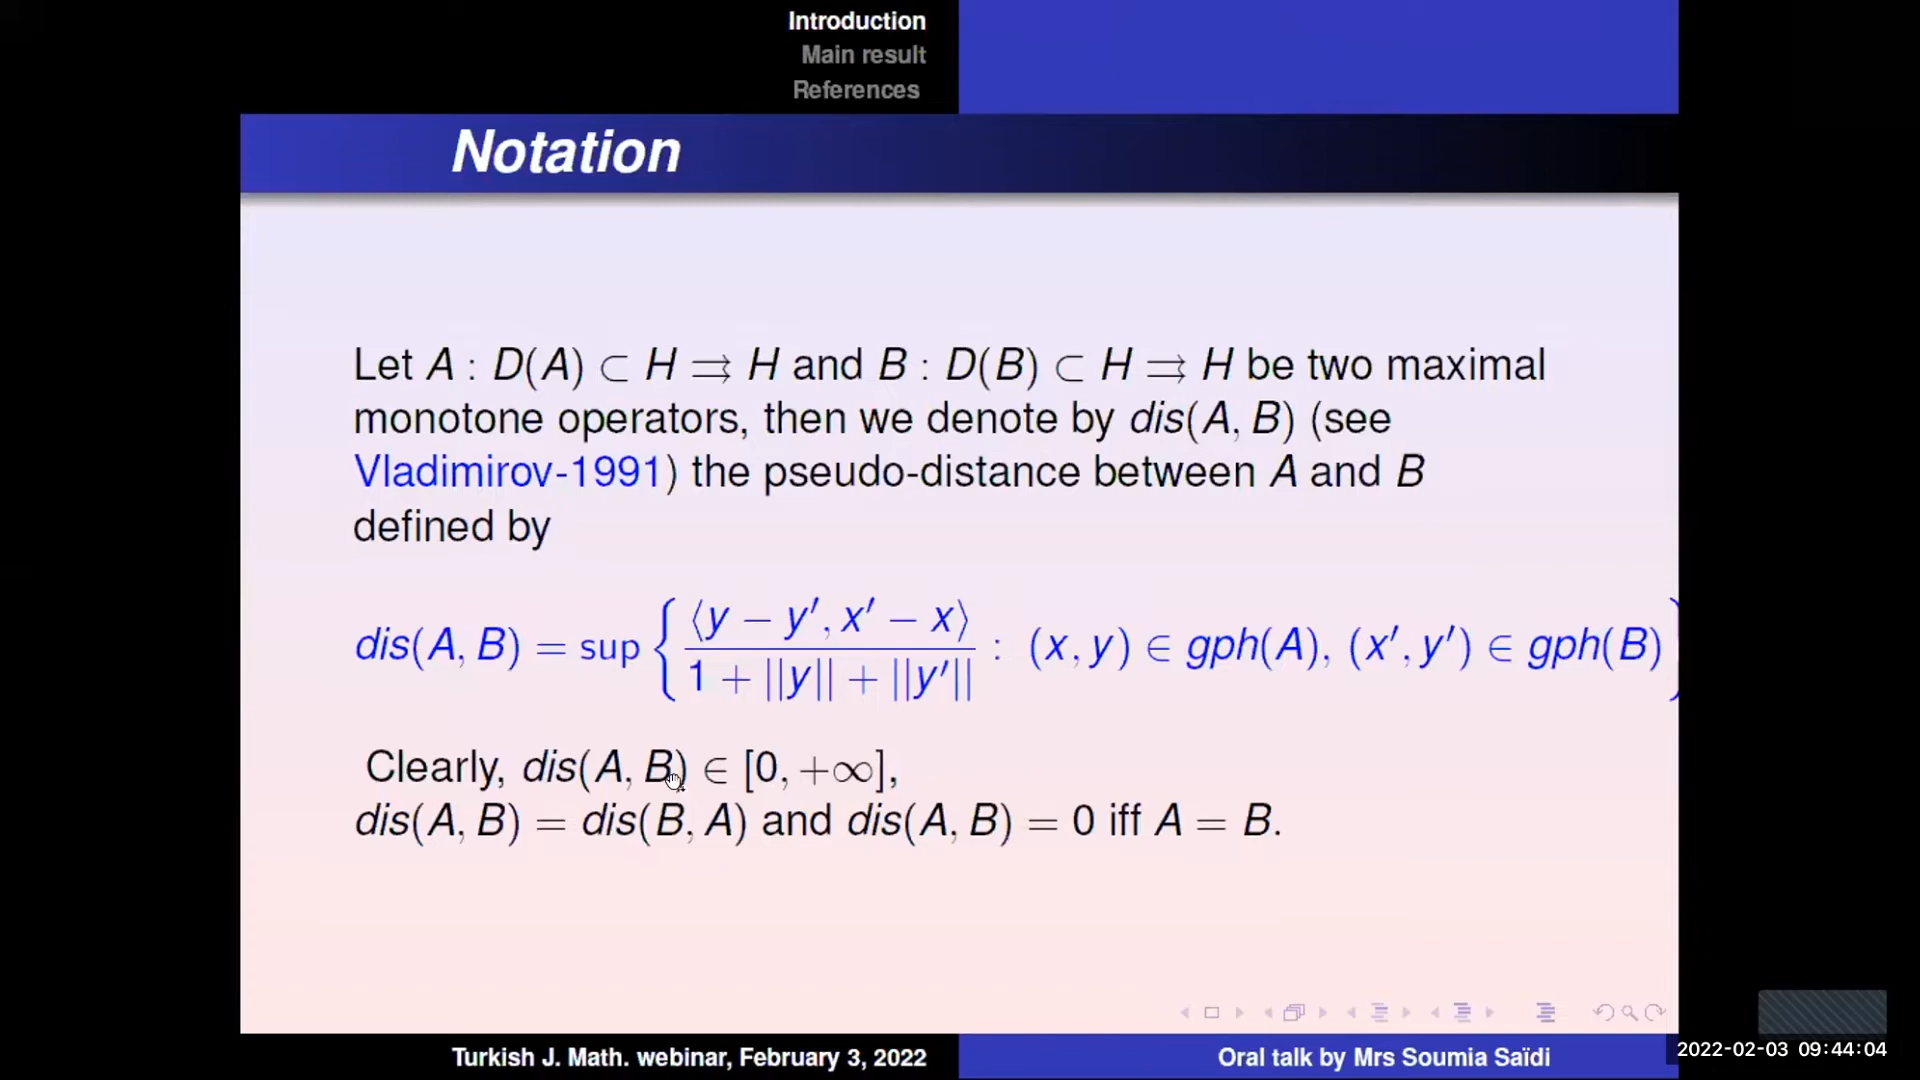 Introduction
Main result
References
Notation
Let A : D(A) ⊂ H ⇉ H and B : D(B) ⊂ H ⇉ H be two maximal
monotone operators, then we denote by dis(A, B) (see
Vladimirov-1991) the pseudo-distance between A and B
defined by
dis(A, B) = sup { ⟨y − y′, x′ − x⟩ / 1 + ||y|| + ||y′|| : (x, y) ∈ gph(A), (x′, y′) ∈ gph(B) }
Clearly, dis(A, B) ∈ [0, +∞],
dis(A, B) = dis(B, A) and dis(A, B) = 0 iff A = B.
Turkish J. Math. webinar, February 3, 2022
Oral talk by Mrs Soumia Saïdi
2022-02-03 09:44:04